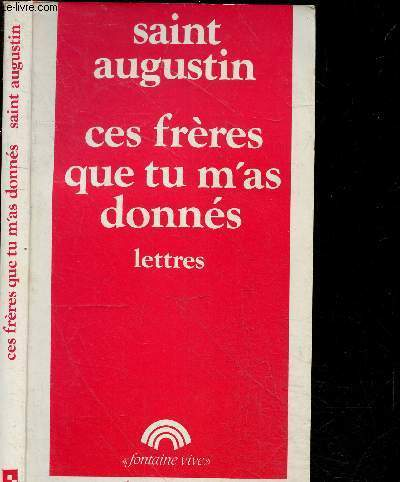 saint
augustin
ces frères
que tu m'as
donnés
lettres
«fontaine vive»
ces frères que tu m'as donnés saint augustin
© le-livre.com